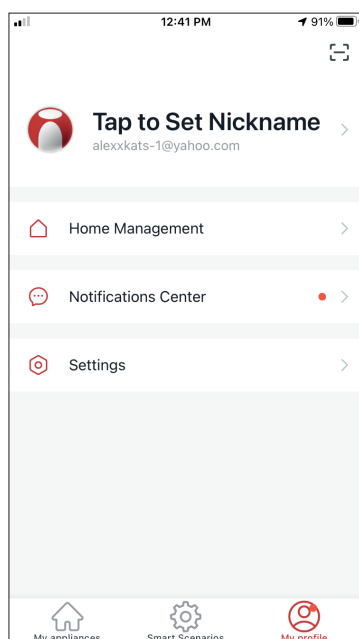 12:41 PM
91%
Tap to Set Nickname
alexxkats-1@yahoo.com
Home Management
Notifications Center
Settings
My appliances
Smart Scenarios
My profile